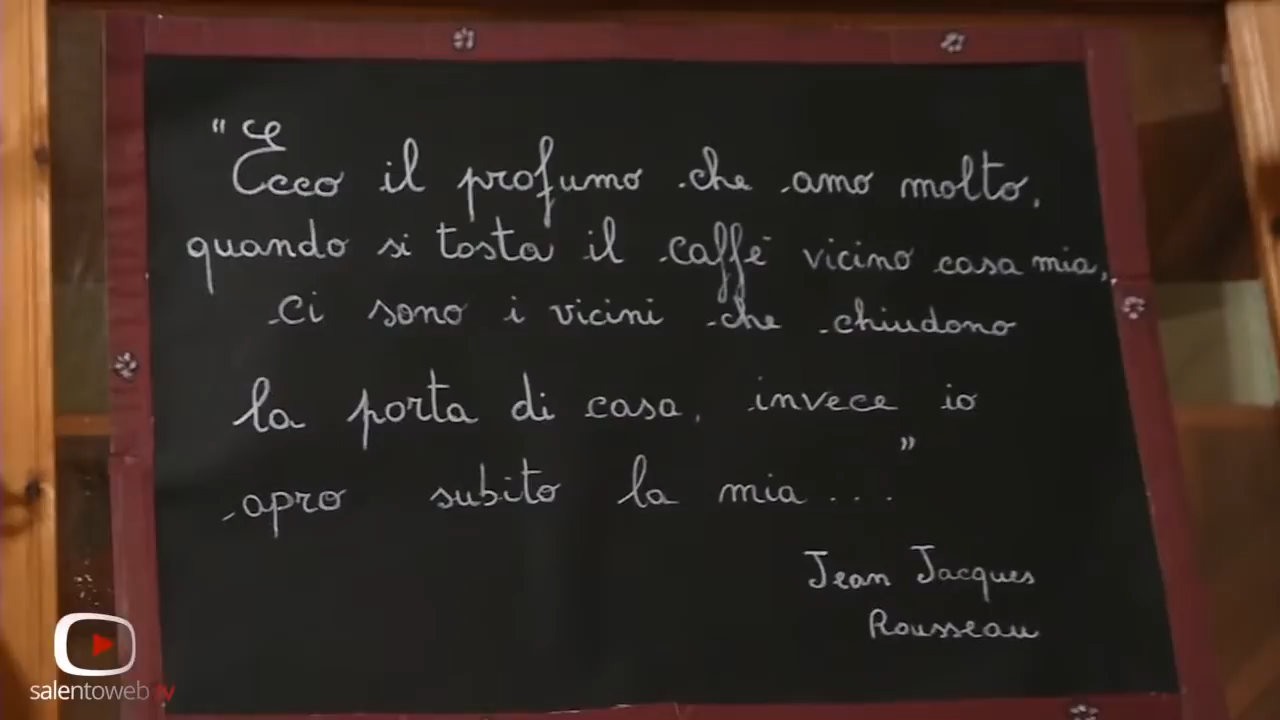 "Ecco il profumo che amo molto,
quando si tosta il caffé vicino casa mia,
ci sono i vicini che chiudono
la porta di casa, invece io
apro subito la mia ..."
Jean Jacques
Rousseau
salentoweb.tv